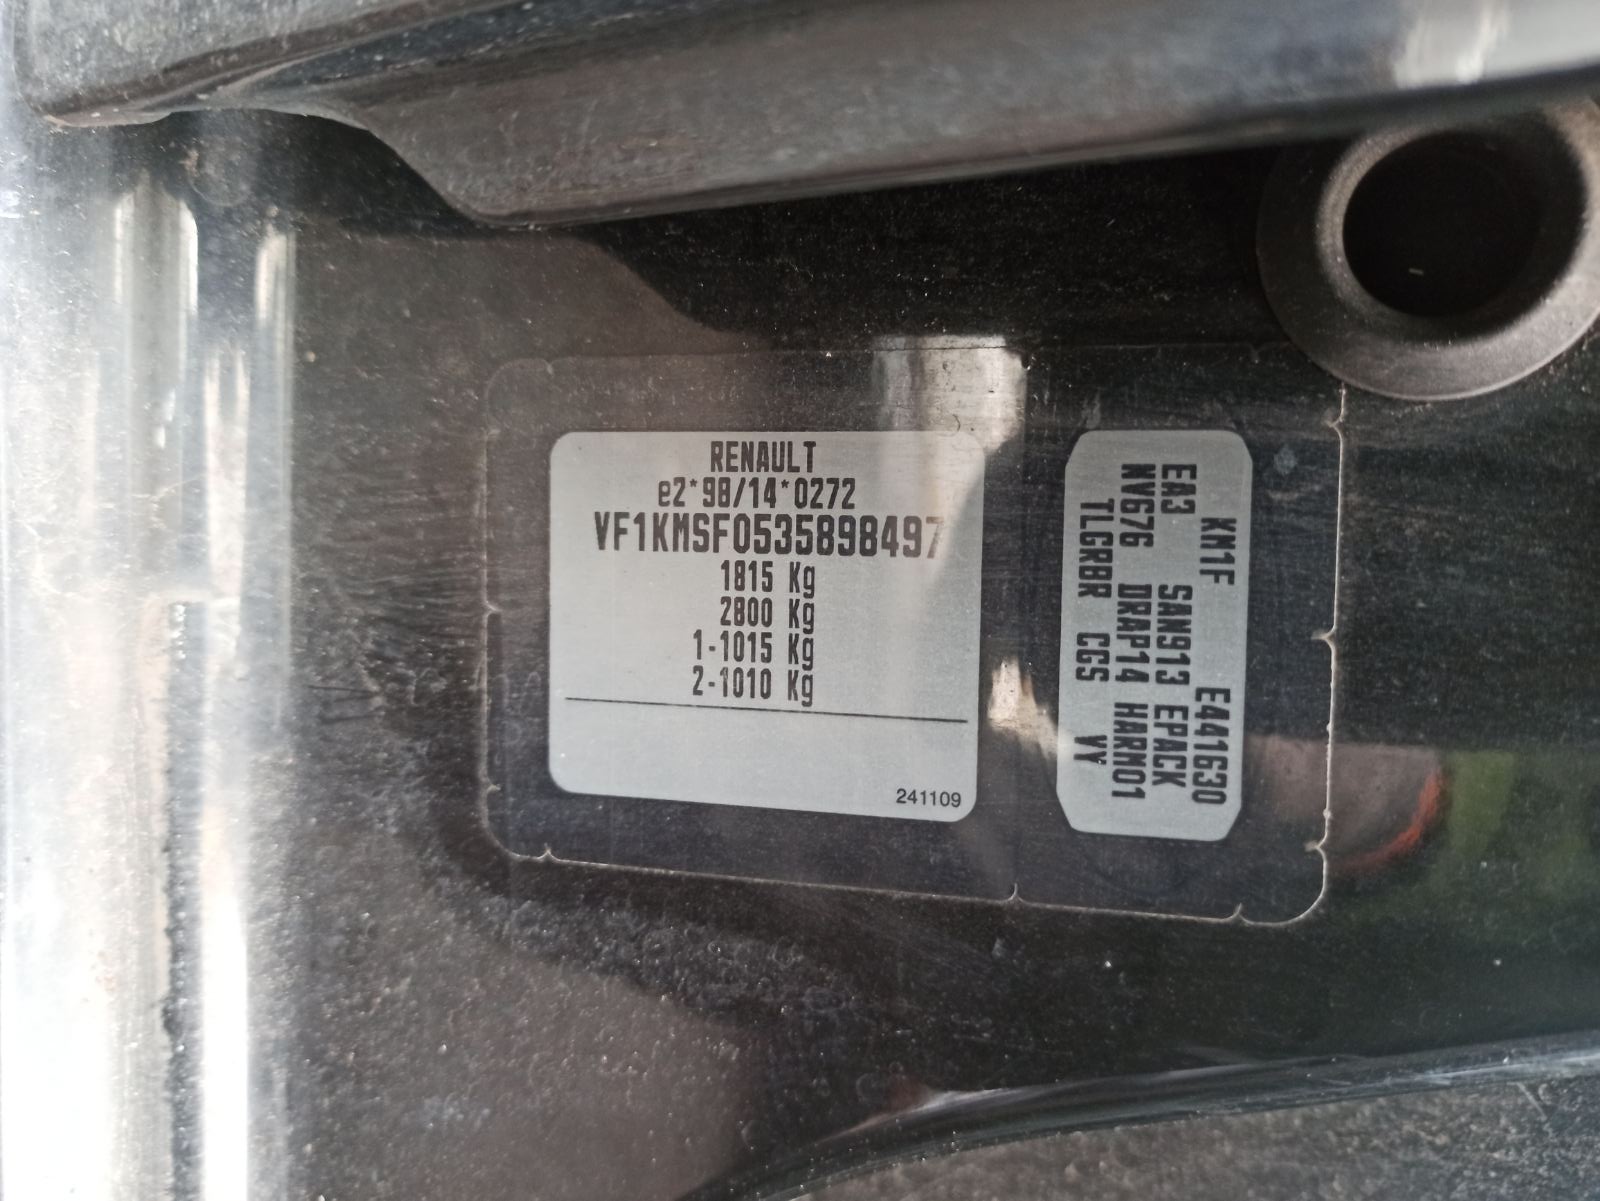 RENAULT
e2*98/14*0272
VF1KMSF0535898497
1815 Kg
2800 Kg
1-1015 Kg
2-1010 Kg
241109
KM1F E441630
EA3 SAN913 EPACK
NV676 DRAP14 HARM01
TLGRBR CGS YY